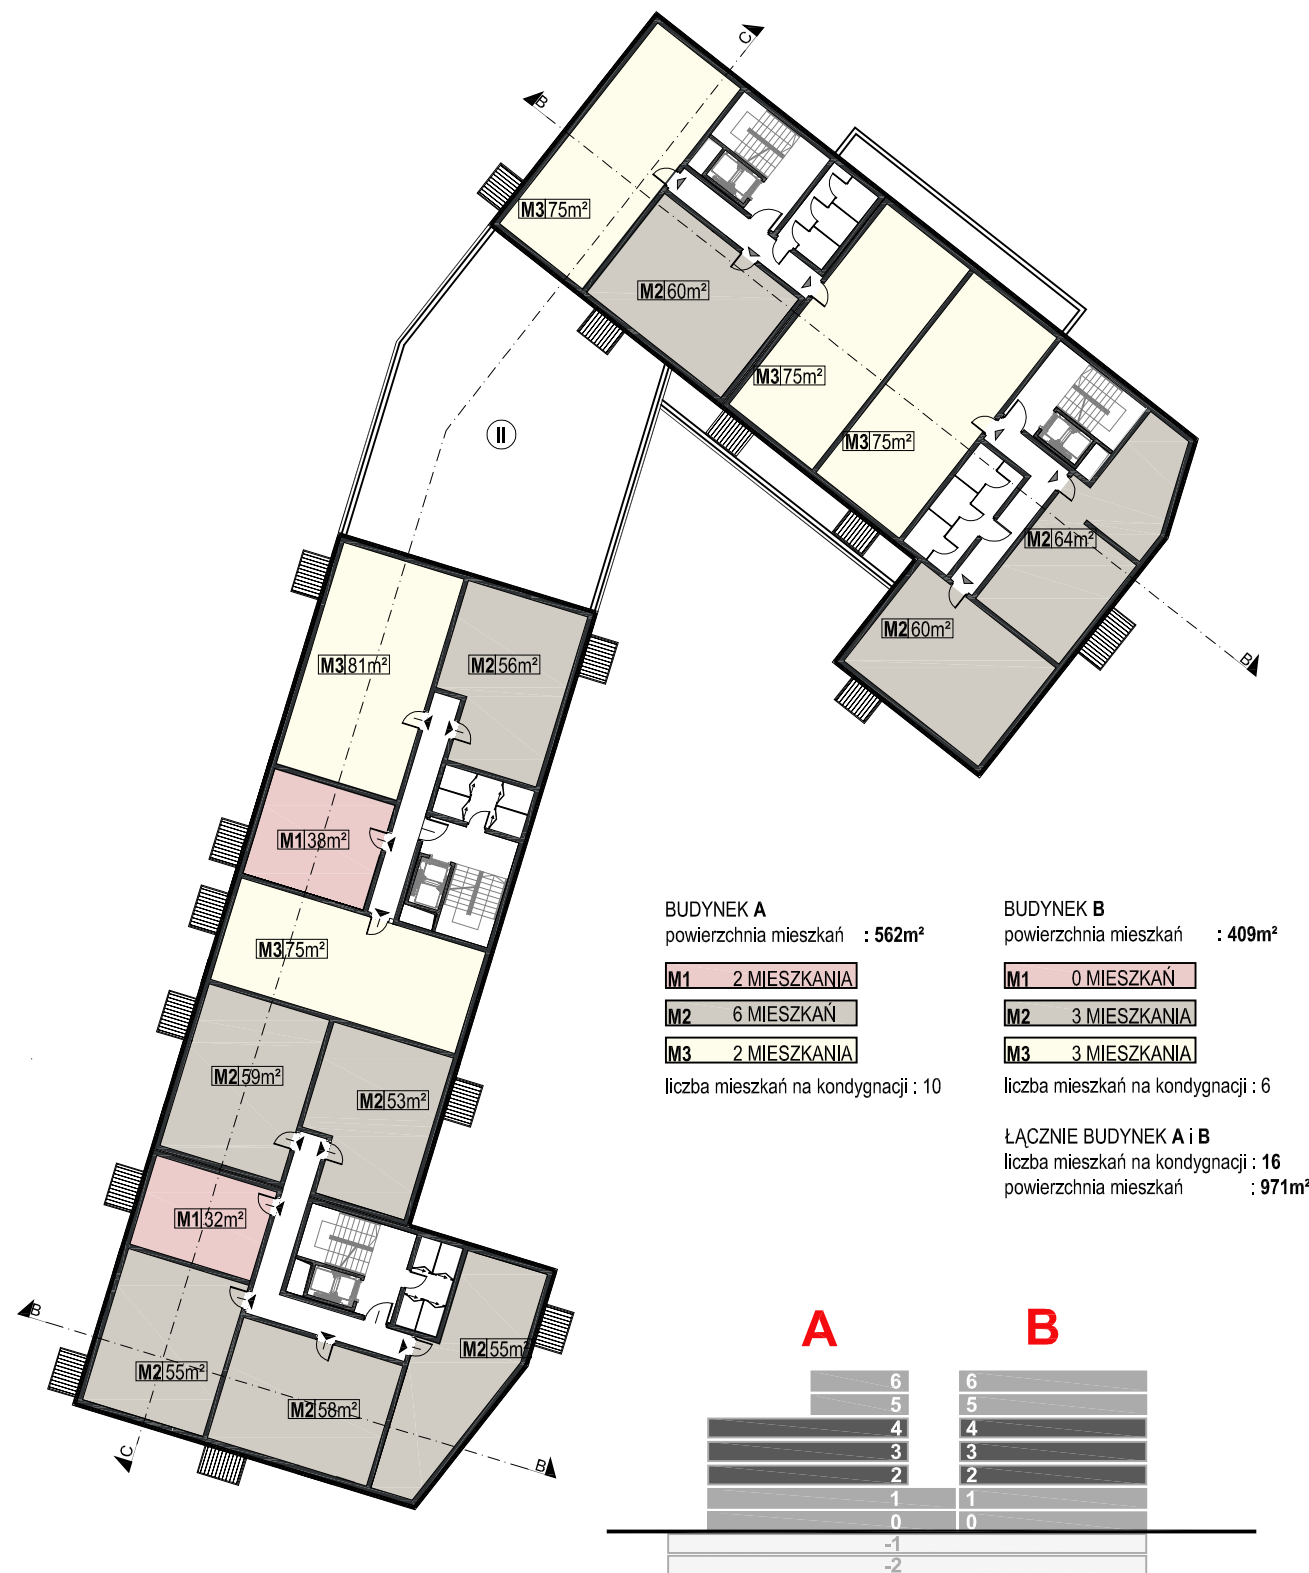 C
B
M3 75m²
M2 60m²
M3 75m²
M3 75m²
II
M2 64m²
M2 60m²
B
M3 81m²
M2 56m²
M1 38m²
M3 75m²
M2 59m²
M2 53m²
M1 32m²
B
M2 55m²
M2 55m²
M2 58m²
C
B
BUDYNEK A
powierzchnia mieszkań : 562m²
M1 2 MIESZKANIA
M2 6 MIESZKAŃ
M3 2 MIESZKANIA
liczba mieszkań na kondygnacji : 10
BUDYNEK B
powierzchnia mieszkań : 409m²
M1 0 MIESZKAŃ
M2 3 MIESZKANIA
M3 3 MIESZKANIA
liczba mieszkań na kondygnacji : 6
ŁĄCZNIE BUDYNEK A i B
liczba mieszkań na kondygnacji : 16
powierzchnia mieszkań : 971m²
A B
6 6
5 5
4 4
3 3
2 2
1 1
0 0
-1
-2